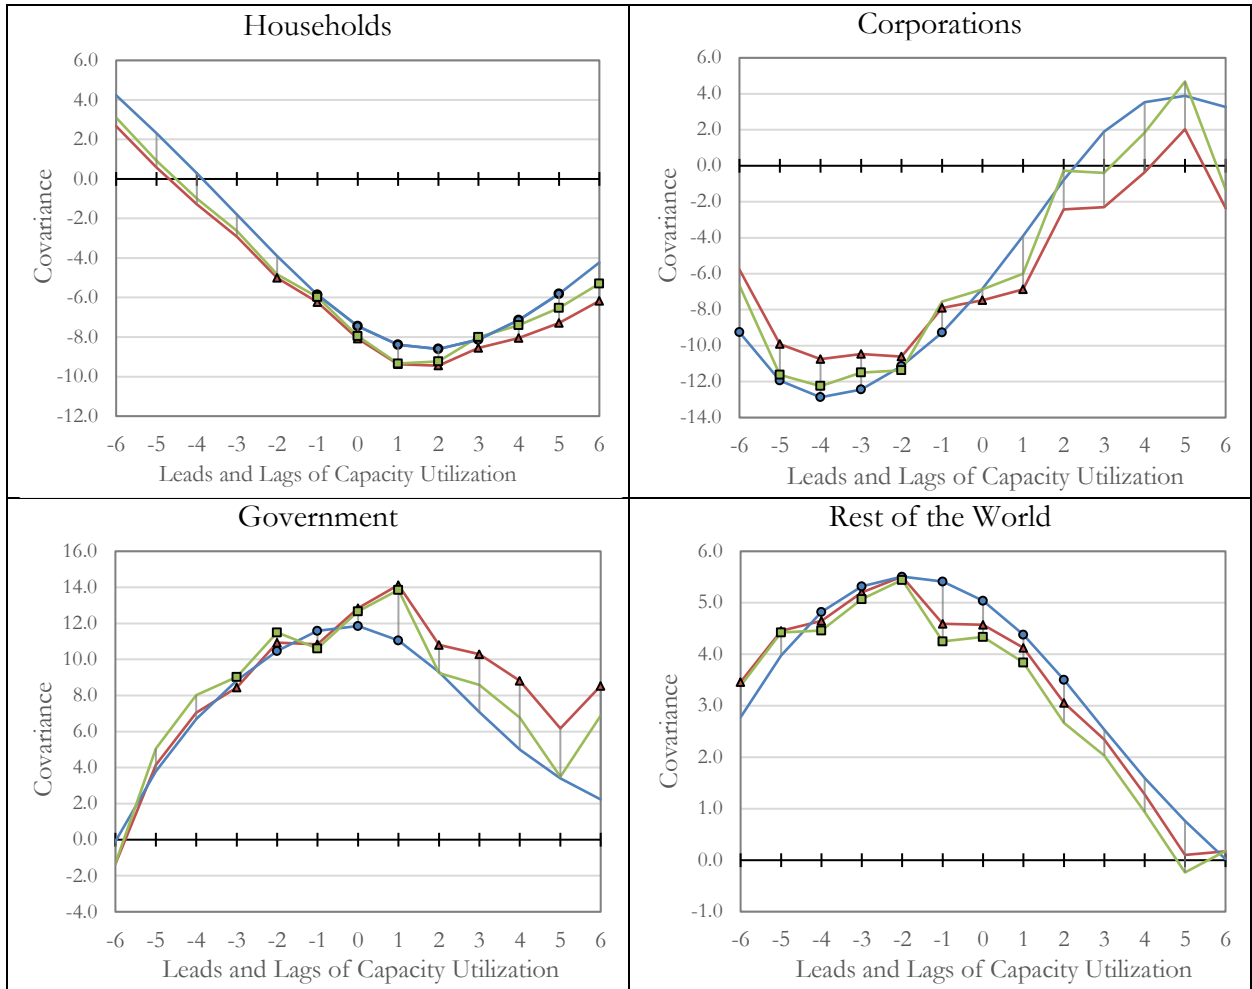 Households
6.0
4.0
2.0
0.0
-2.0
-4.0
-6.0
-8.0
-10.0
-12.0
Covariance
-6 -5 -4 -3 -2 -1 0 1 2 3 4 5 6
Leads and Lags of Capacity Utilization
Corporations
6.0
4.0
2.0
0.0
-2.0
-4.0
-6.0
-8.0
-10.0
-12.0
-14.0
Covariance
-6 -5 -4 -3 -2 -1 0 1 2 3 4 5 6
Leads and Lags of Capacity Utilization
Government
16.0
14.0
12.0
10.0
8.0
6.0
4.0
2.0
0.0
-2.0
-4.0
Covariance
-6 -5 -4 -3 -2 -1 0 1 2 3 4 5 6
Leads and Lags of Capacity Utilization
Rest of the World
6.0
5.0
4.0
3.0
2.0
1.0
0.0
-1.0
Covariance
-6 -5 -4 -3 -2 -1 0 1 2 3 4 5 6
Leads and Lags of Capacity Utilization